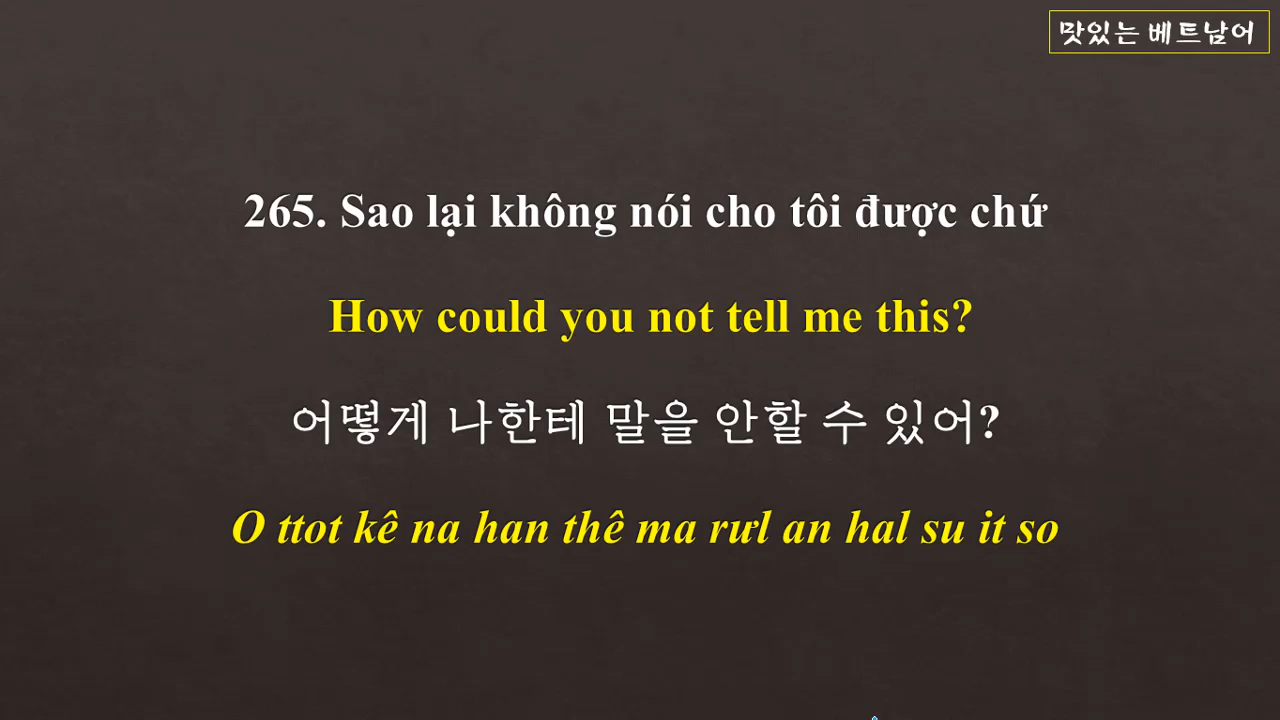 맛있는 베트남어
265. Sao lại không nói cho tôi được chứ
How could you not tell me this?
어떻게 나한테 말을 안할 수 있어?
O ttot kê na han thê ma rưl an hal su it so